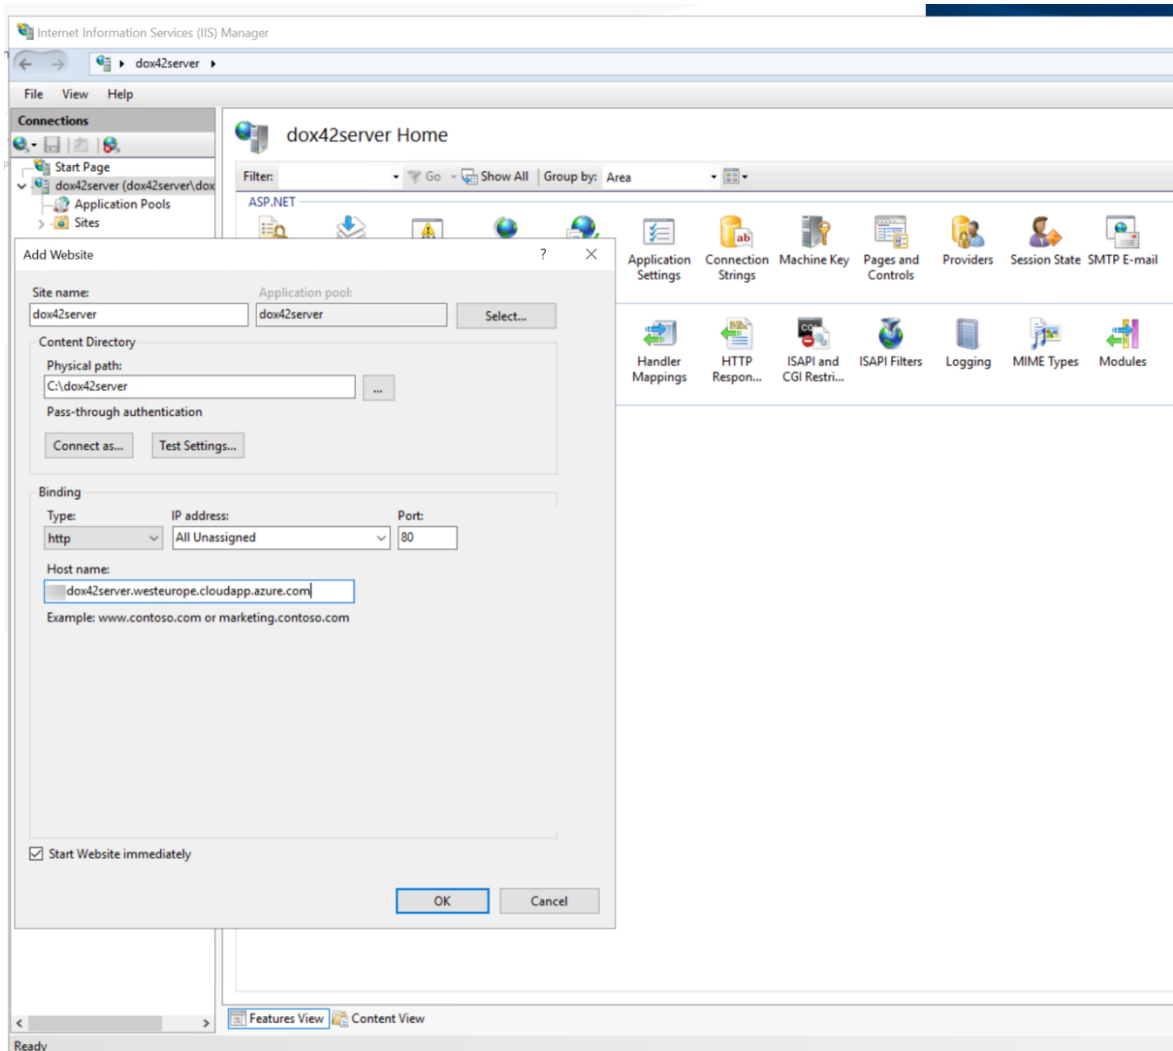 Internet Information Services (IIS) Manager
dox42server
File View Help
Connections
Start Page
dox42server (dox42server\dox
Application Pools
Sites
dox42server Home
Filter: Go Show All Group by: Area
ASP.NET
Application Settings
Connection Strings
Machine Key
Pages and Controls
Providers
Session State
SMTP E-mail
Handler Mappings
HTTP Respon...
ISAPI and CGI Restri...
ISAPI Filters
Logging
MIME Types
Modules
Add Website
?
Site name: Application pool:
dox42server dox42server Select...
Content Directory
Physical path:
C:\dox42server ...
Pass-through authentication
Connect as... Test Settings...
Binding
Type: IP address: Port:
http All Unassigned 80
Host name:
dox42server.westeurope.cloudapp.azure.com
Example: www.contoso.com or marketing.contoso.com
Start Website immediately
OK Cancel
Features View Content View
Ready